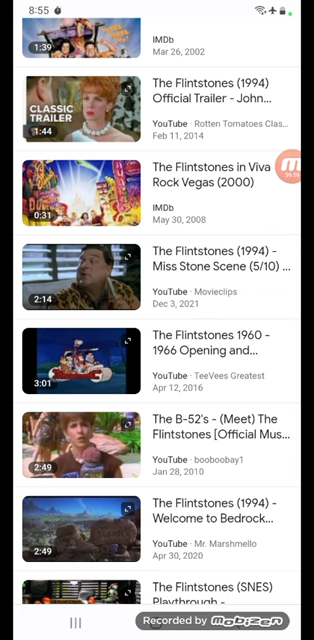 8:55
1:39
IMDb
Mar 26, 2002
CLASSIC
TRAILER
1:44
The Flintstones (1994)
Official Trailer - John...
YouTube · Rotten Tomatoes Clas...
Feb 11, 2014
0:31
The Flintstones in Viva
Rock Vegas (2000)
IMDb
May 30, 2008
2:14
The Flintstones (1994) -
Miss Stone Scene (5/10) ...
YouTube · Movieclips
Dec 3, 2021
3:01
The Flintstones 1960 -
1966 Opening and...
YouTube · TeeVees Greatest
Apr 12, 2016
2:49
The B-52's - (Meet) The
Flintstones [Official Mus...
YouTube · booboobay1
Jan 28, 2010
2:49
The Flintstones (1994) -
Welcome to Bedrock...
YouTube · Mr. Marshmello
Apr 30, 2020
The Flintstones (SNES)
Playthrough -
Recorded by Mobizen